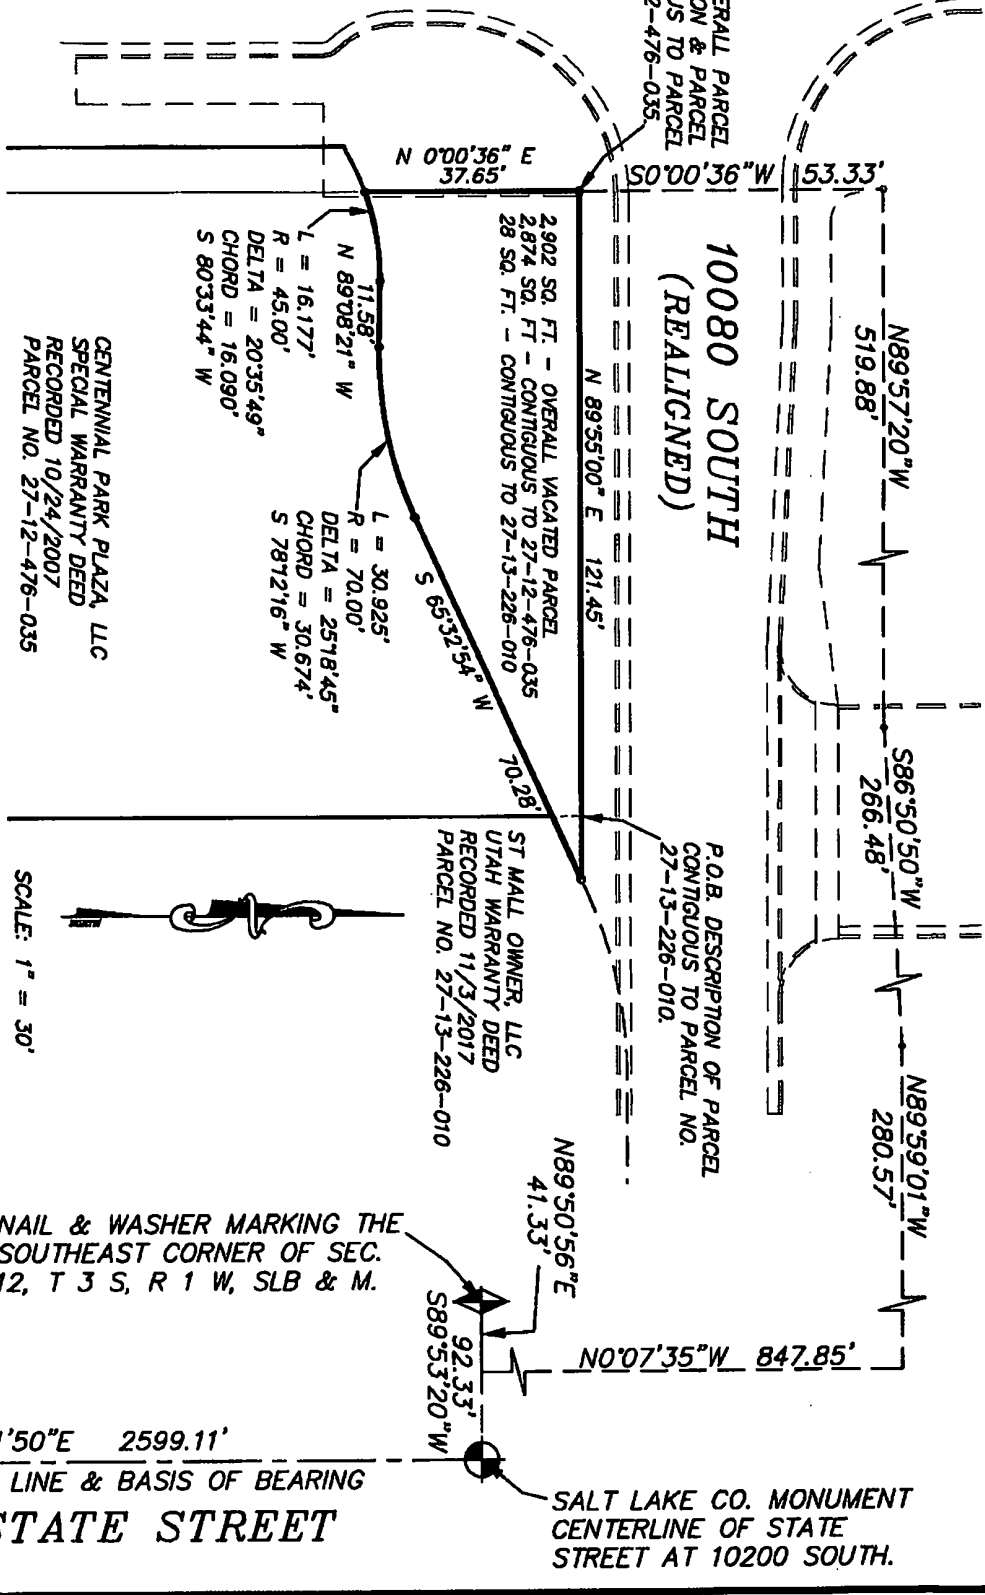 ERALL PARCEL
ON & PARCEL
US TO PARCEL
2-476-035.
N 0°00'36" E
37.65'
S0°00'36"W 53.33'
N89°57'20"W
519.88'
S86°50'50"W
266.48'
N89°59'01"W
280.57'
10080 SOUTH
(REALIGNED)
N 89°55'00" E 121.45'
2,902 SQ. FT. - OVERALL VACATED PARCEL
2,874 SQ. FT - CONTIGUOUS TO 27-12-476-035
28 SQ. FT. - CONTIGUOUS TO 27-13-226-010
11.58'
N 89°08'21" W
L = 16.177'
R = 45.00'
DELTA = 20°35'49"
CHORD = 16.090'
S 80°33'44" W
L = 30.925'
R = 70.00'
DELTA = 25°18'45"
CHORD = 30.674'
S 78°12'16" W
S 65°32'54" W
70.28'
CENTENNIAL PARK PLAZA, LLC
SPECIAL WARRANTY DEED
RECORDED 10/24/2007
PARCEL NO. 27-12-476-035
P.O.B. DESCRIPTION OF PARCEL
CONTIGUOUS TO PARCEL NO.
27-13-226-010.
ST MALL OWNER, LLC
UTAH WARRANTY DEED
RECORDED 11/3/2017
PARCEL NO. 27-13-226-010
SCALE: 1" = 30'
N89°50'56"E
41.33'
NAIL & WASHER MARKING THE
SOUTHEAST CORNER OF SEC.
12, T 3 S, R 1 W, SLB & M.
92.33'
S89°53'20"W
N0°07'35"W 847.85'
1'50"E 2599.11'
LINE & BASIS OF BEARING
STATE STREET
SALT LAKE CO. MONUMENT
CENTERLINE OF STATE
STREET AT 10200 SOUTH.